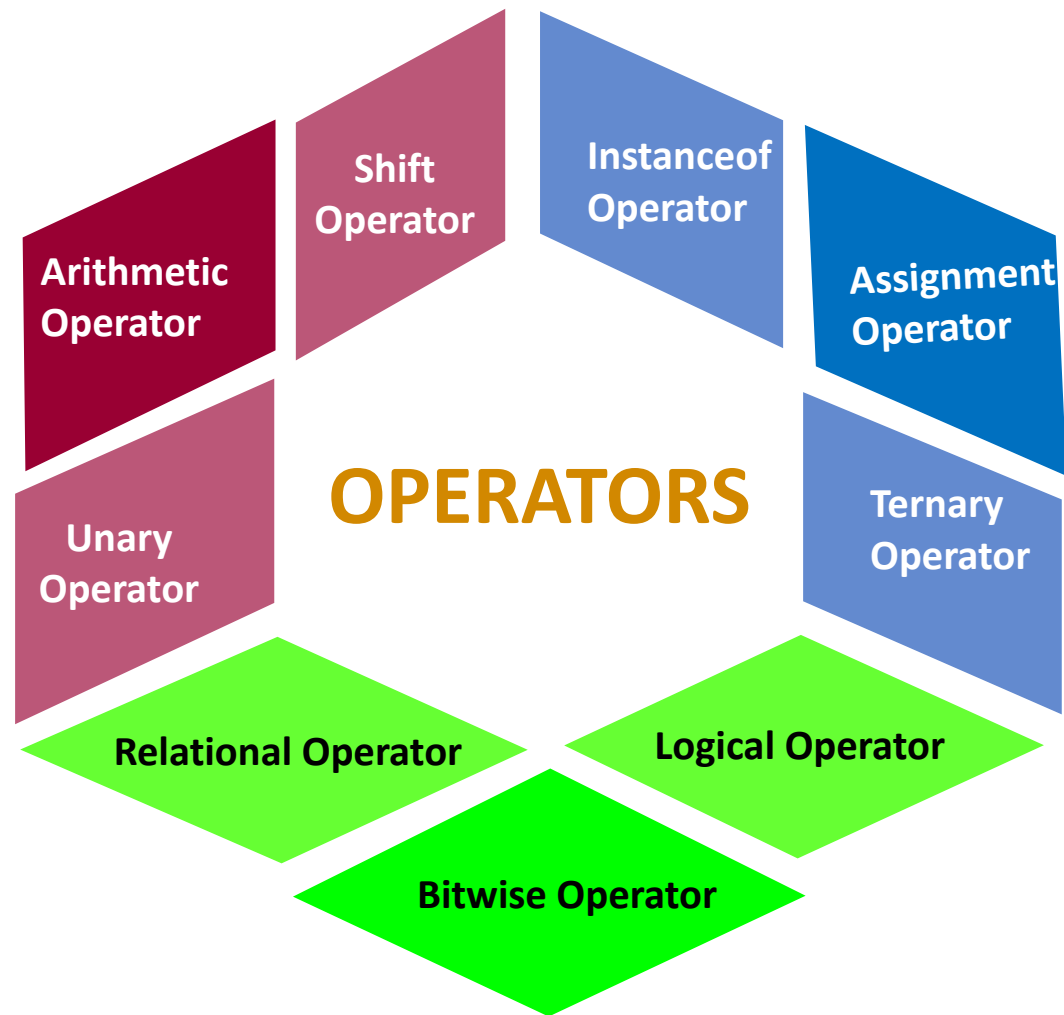 Shift
Operator
Instanceof
Operator
Arithmetic
Operator
Assignment
Operator
OPERATORS
Unary
Operator
Ternary
Operator
Relational Operator
Logical Operator
Bitwise Operator